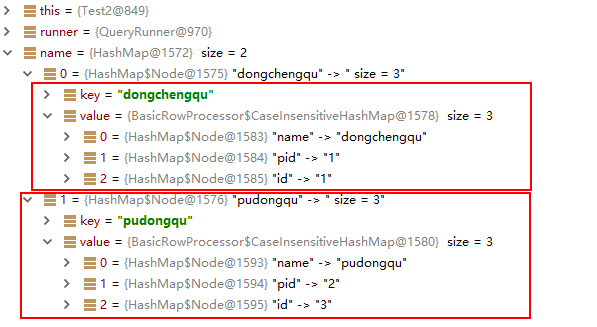 this = {Test2@849}
runner = {QueryRunner@970}
name = {HashMap@1572} size = 2
0 = {HashMap$Node@1575} "dongchengqu" -> " size = 3"
key = "dongchengqu"
value = {BasicRowProcessor$CaseInsensitiveHashMap@1578} size = 3
0 = {HashMap$Node@1583} "name" -> "dongchengqu"
1 = {HashMap$Node@1584} "pid" -> "1"
2 = {HashMap$Node@1585} "id" -> "1"
1 = {HashMap$Node@1576} "pudongqu" -> " size = 3"
key = "pudongqu"
value = {BasicRowProcessor$CaseInsensitiveHashMap@1580} size = 3
0 = {HashMap$Node@1593} "name" -> "pudongqu"
1 = {HashMap$Node@1594} "pid" -> "2"
2 = {HashMap$Node@1595} "id" -> "3"